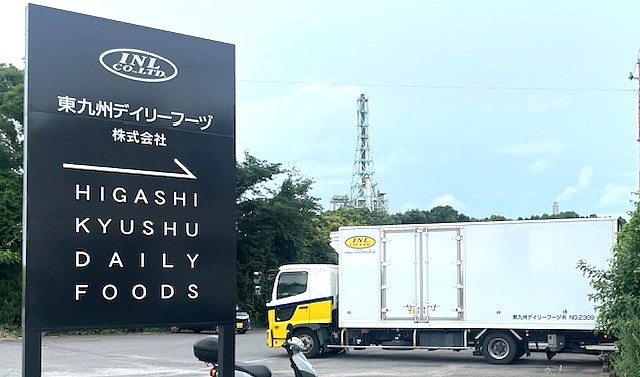 INL
CO.,LTD.
東九州デイリーフーヅ
株式会社
HIGASHI
KYUSHU
DAILY
FOODS
INL
東九州デイリーフーヅ㈲ NO.2309